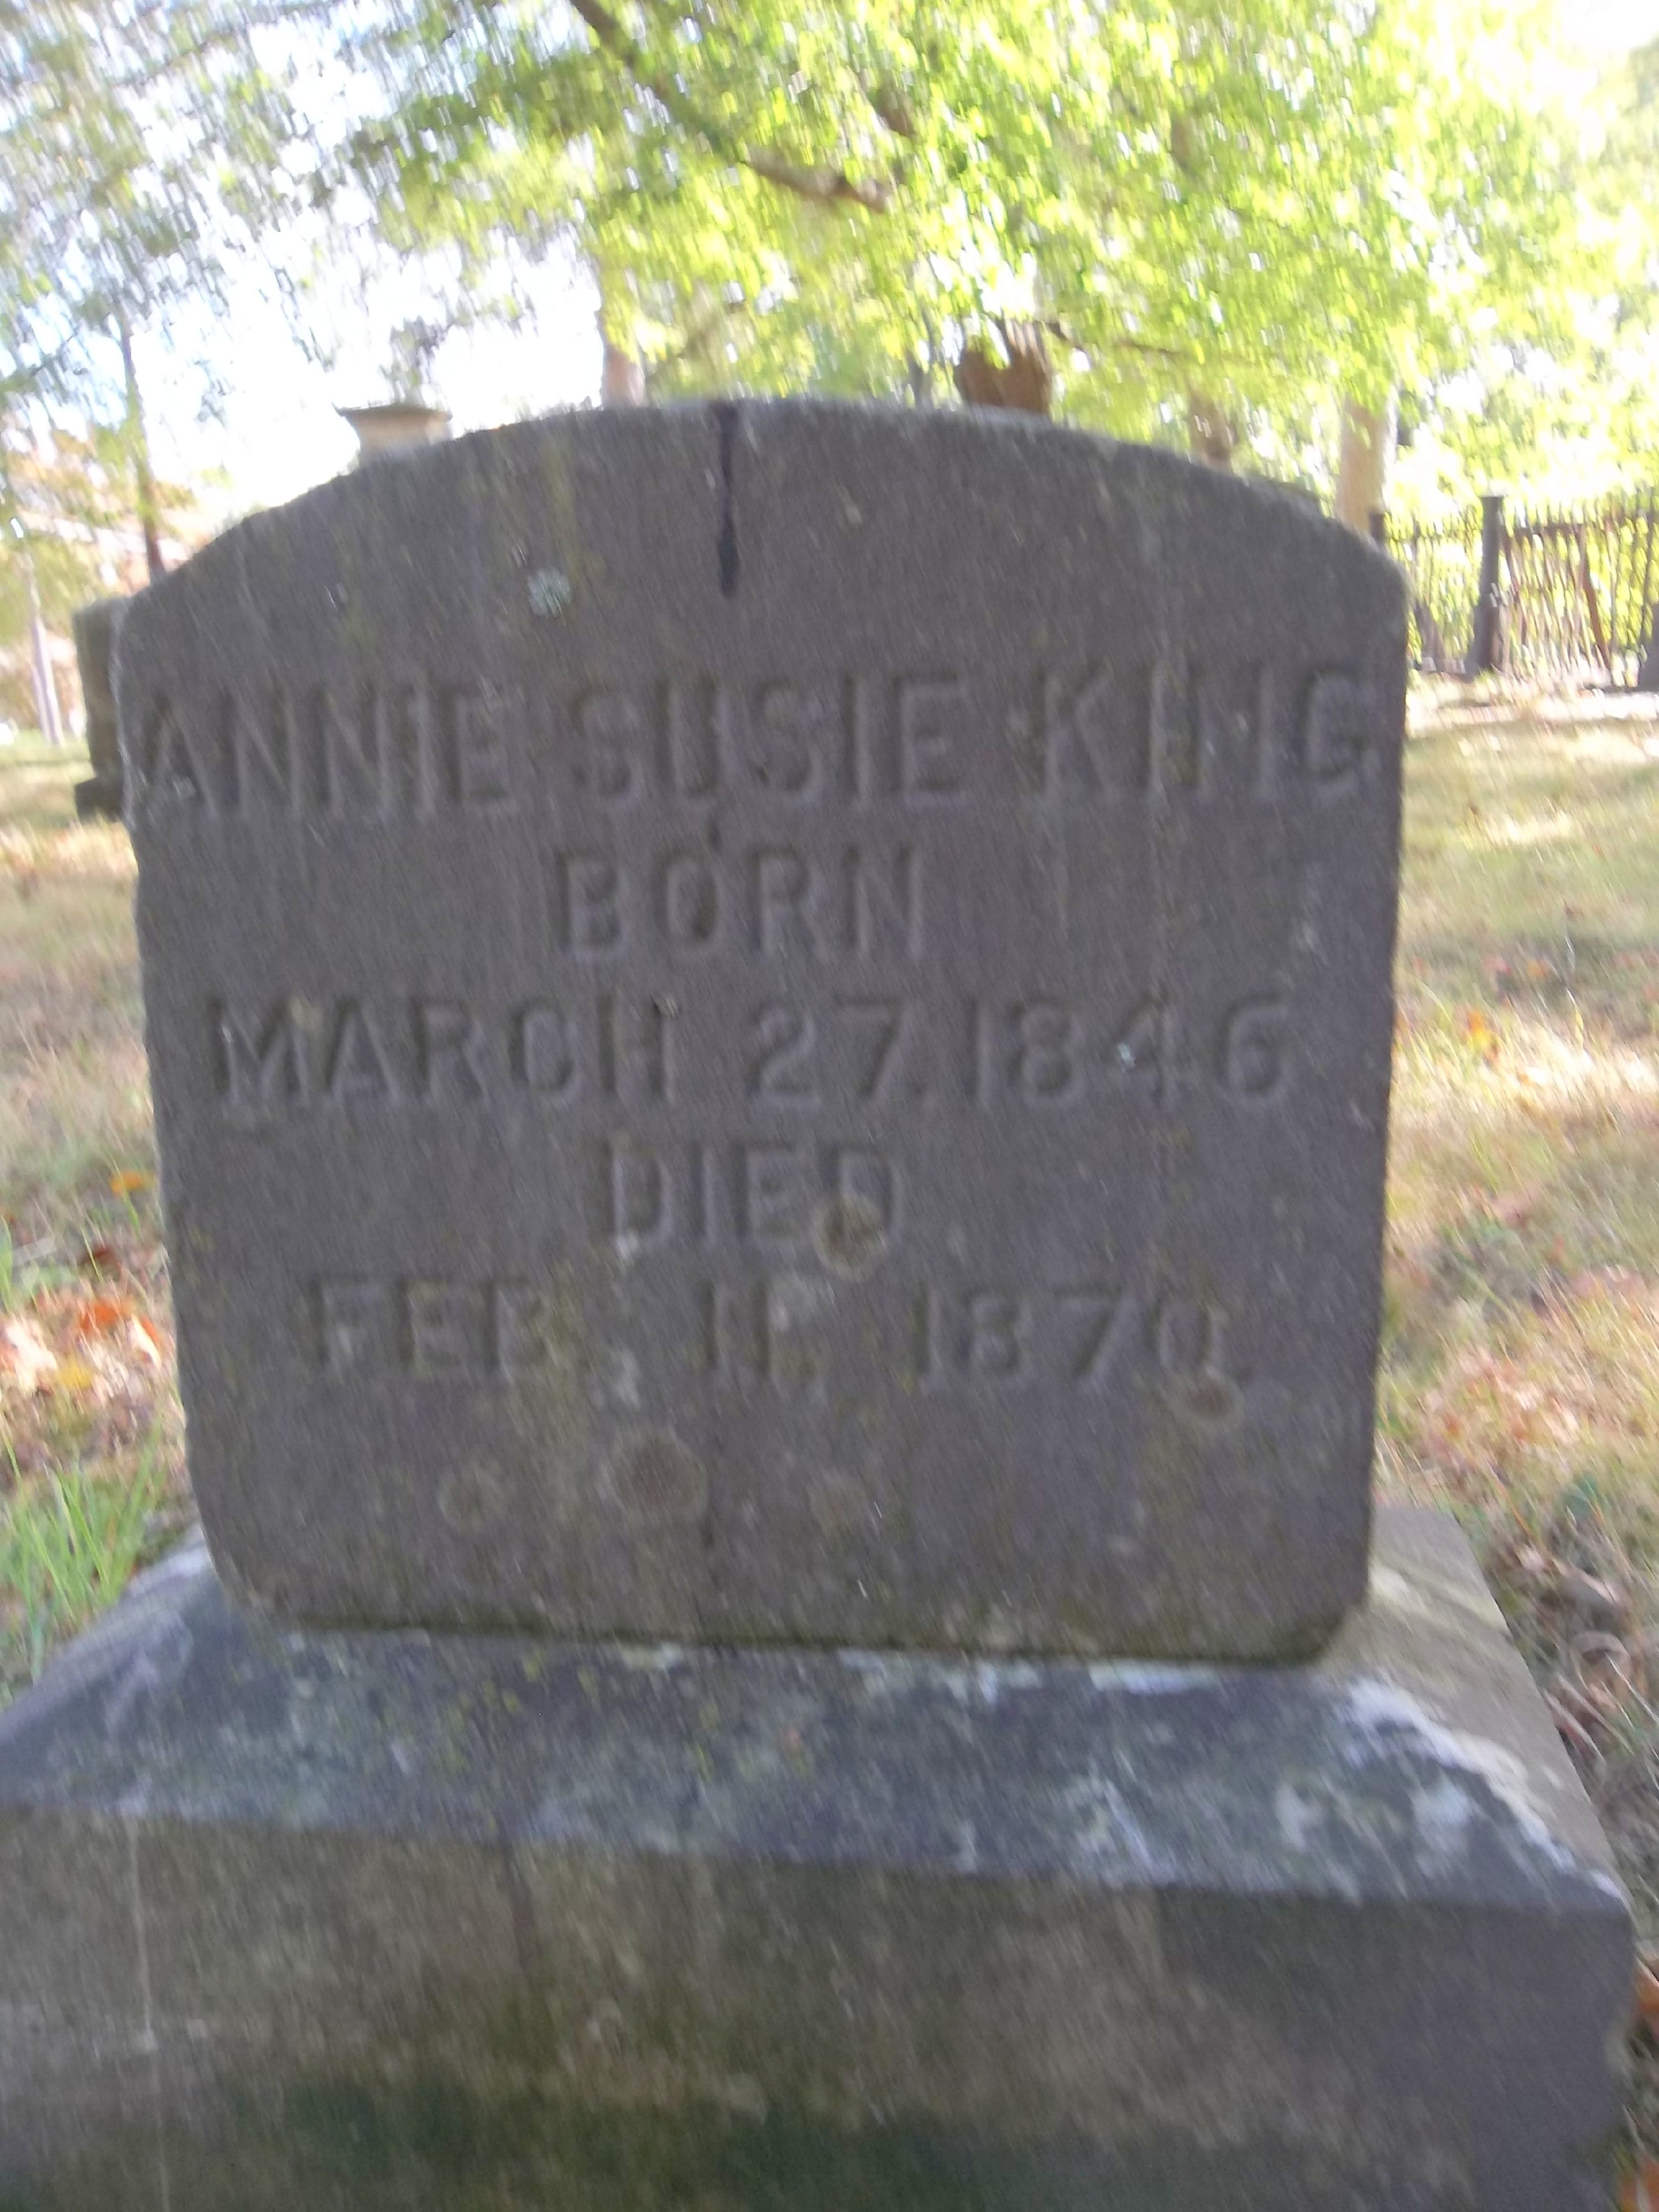 ANNIE SUSIE KING
BORN
MARCH 27.1846
DIED
FEB. 11, 1870.